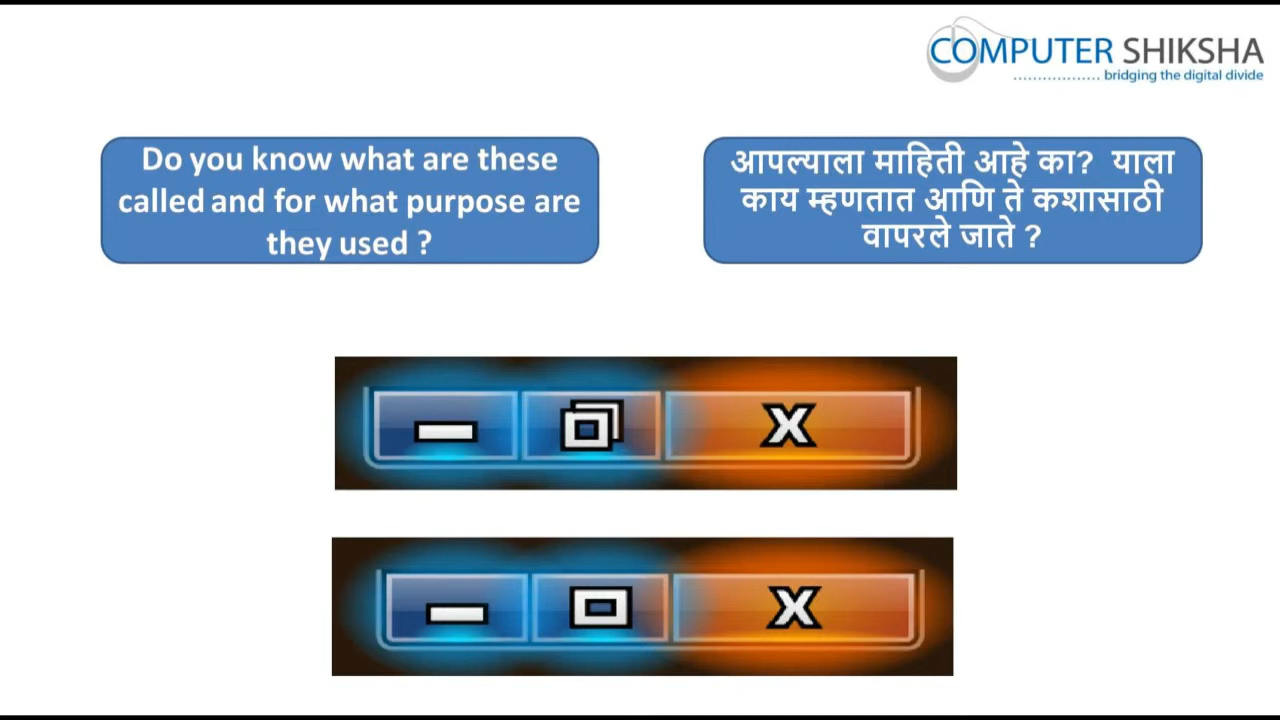 COMPUTER SHIKSHA
.................. bridging the digital divide
Do you know what are these
called and for what purpose are
they used ?
आपल्याला माहिती आहे का? याला
काय म्हणतात आणि ते कशासाठी
वापरले जाते ?